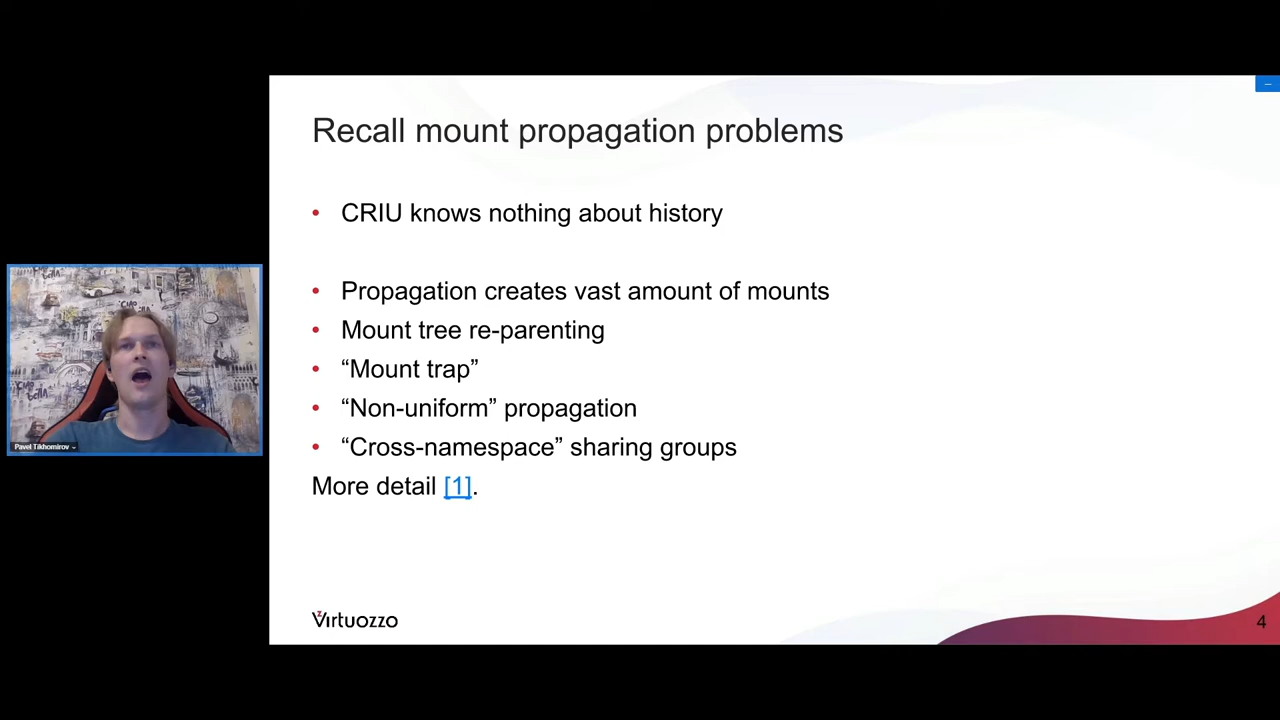 Recall mount propagation problems
• CRIU knows nothing about history
• Propagation creates vast amount of mounts
• Mount tree re-parenting
• “Mount trap”
• “Non-uniform” propagation
• “Cross-namespace” sharing groups
More detail [1].
Pavel Tikhomirov
Virtuozzo
4